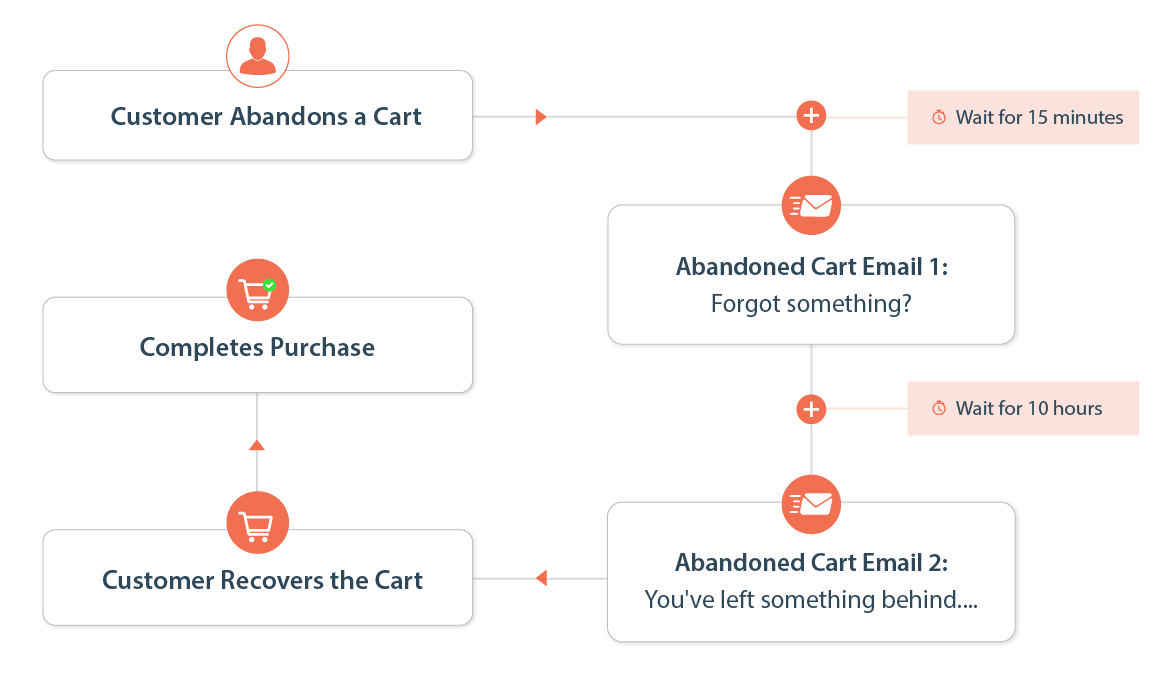 Customer Abandons a Cart
Wait for 15 minutes
Abandoned Cart Email 1:
Forgot something?
Wait for 10 hours
Abandoned Cart Email 2:
You've left something behind....
Customer Recovers the Cart
Completes Purchase